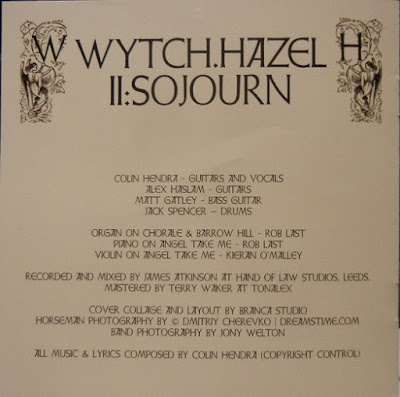 W WYTCH.HAZEL H
II:SOJOURN
COLIN HENDRA - GUITARS AND VOCALS
ALEX HASLAM - GUITARS
MATT GATLEY - BASS GUITAR
JACK SPENCER – DRUMS
ORGAN ON CHORALE & BARROW HILL - ROB LAST
PIANO ON ANGEL TAKE ME - ROB LAST
VIOLIN ON ANGEL TAKE ME - KIERAN O'MALLEY
RECORDED AND MIXED BY JAMES ATKINSON AT HAND OF LAW STUDIOS, LEEDS.
MASTERED BY TERRY WAKER AT TONALEX
COVER COLLAGE AND LAYOUT BY BRANCA STUDIO
HORSEMAN PHOTOGRAPHY BY © DMITRIY CHEREVKO | DREAMSTIME.COM
BAND PHOTOGRAPHY BY JONY WELTON
ALL MUSIC & LYRICS COMPOSED BY COLIN HENDRA (COPYRIGHT CONTROL)